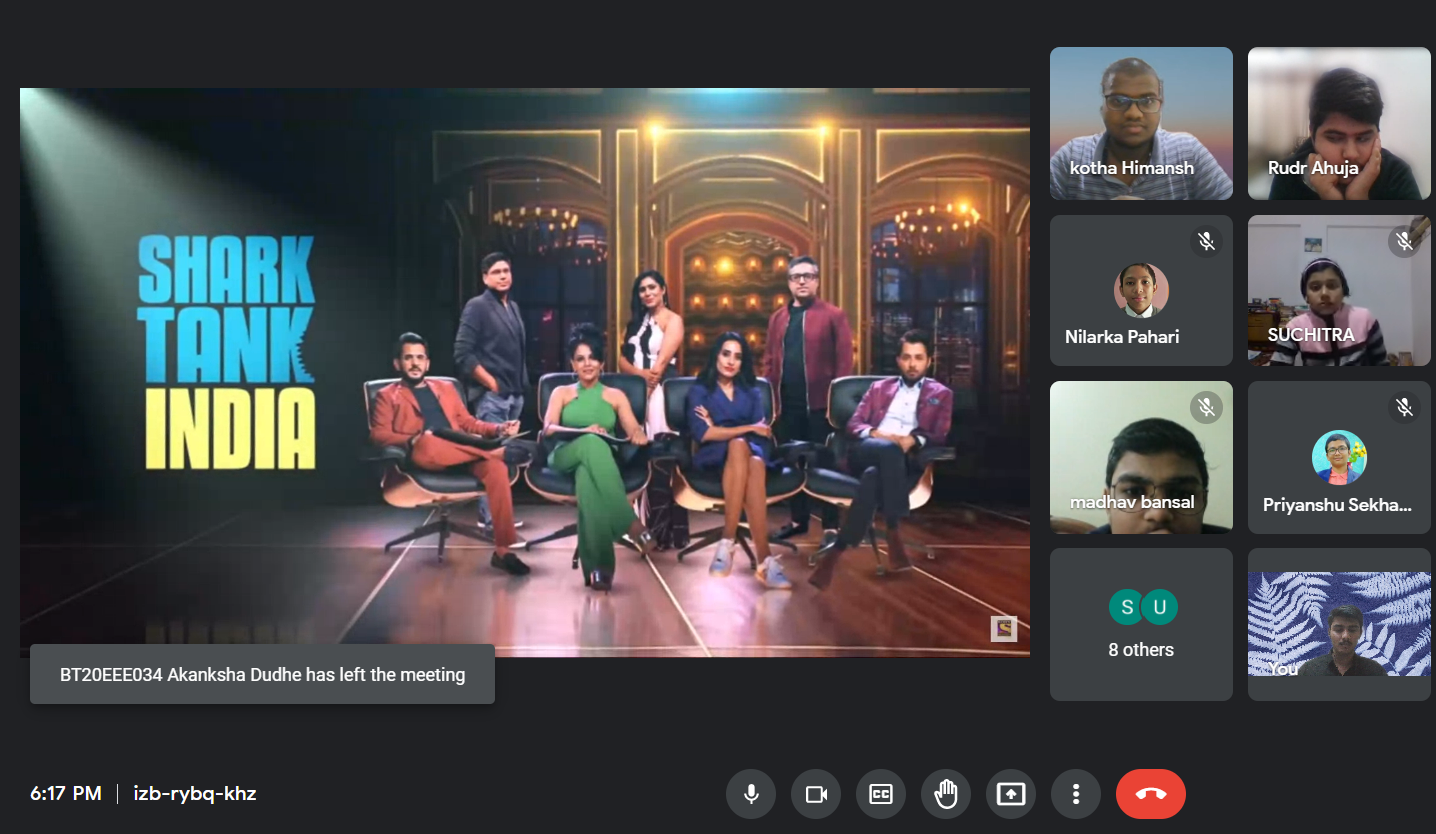 SHARK
TANK
INDIA
kotha Himansh
Rudr Ahuja
Nilarka Pahari
SUCHITRA
madhav bansal
Priyanshu Sekha...
S U
8 others
You
BT20EEE034 Akanksha Dudhe has left the meeting
6:17 PM | izb-rybq-khz
CC